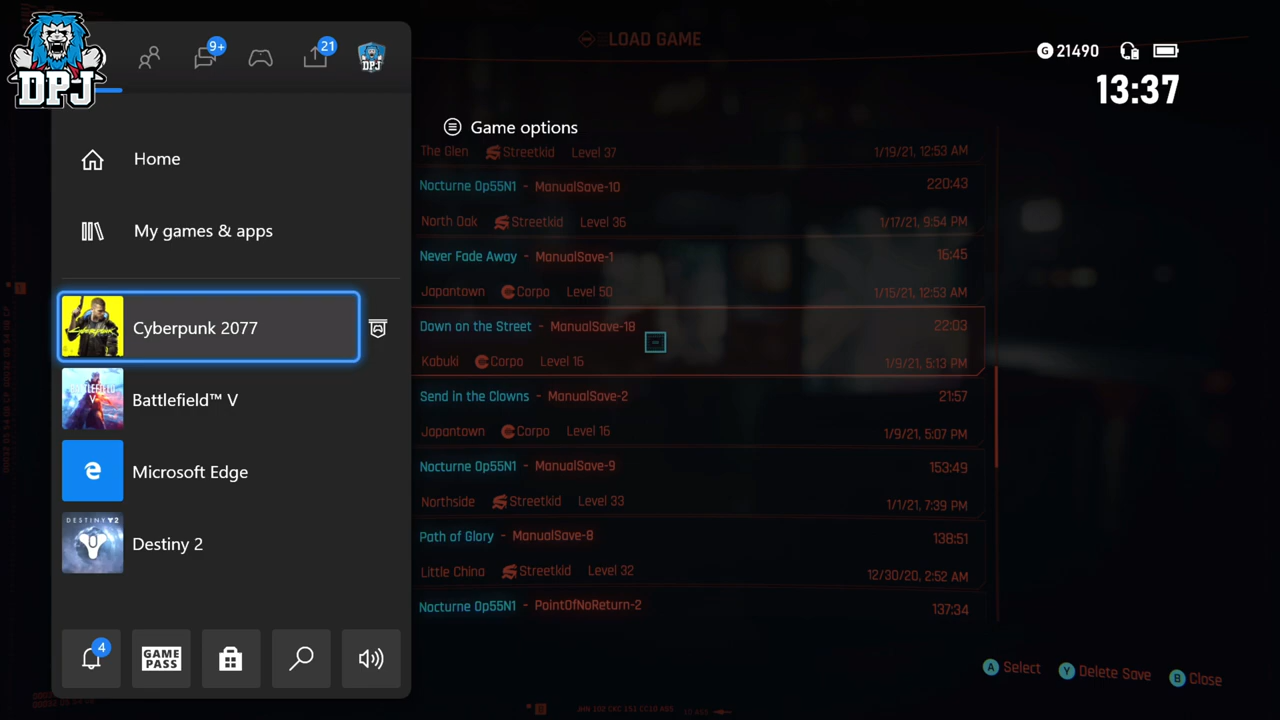 DPJ
9+
21
DPJ
G 21490
13:37
LOAD GAME
Game options
Home
My games & apps
Cyberpunk 2077
BATTLEFIELD V
Battlefield™ V
Microsoft Edge
DESTINY 2
Destiny 2
4
GAME PASS
The Glen Streetkid Level 37 1/19/21, 12:53 AM
Nocturne Op55N1 - ManualSave-10 220:43
North Oak Streetkid Level 36 1/17/21, 9:54 PM
Never Fade Away - ManualSave-1 16:45
Japantown Corpo Level 50 1/15/21, 12:53 AM
Down on the Street - ManualSave-18 22:03
Kabuki Corpo Level 16 1/9/21, 5:13 PM
Send in the Clowns - ManualSave-2 21:57
Japantown Corpo Level 16 1/9/21, 5:07 PM
Nocturne Op55N1 - ManualSave-9 153:49
Northside Streetkid Level 33 1/1/21, 7:39 PM
Path of Glory - ManualSave-8 138:51
Little China Streetkid Level 32 12/30/20, 2:52 AM
Nocturne Op55N1 - PointOfNoReturn-2 137:34
A Select Y Delete Save B Close